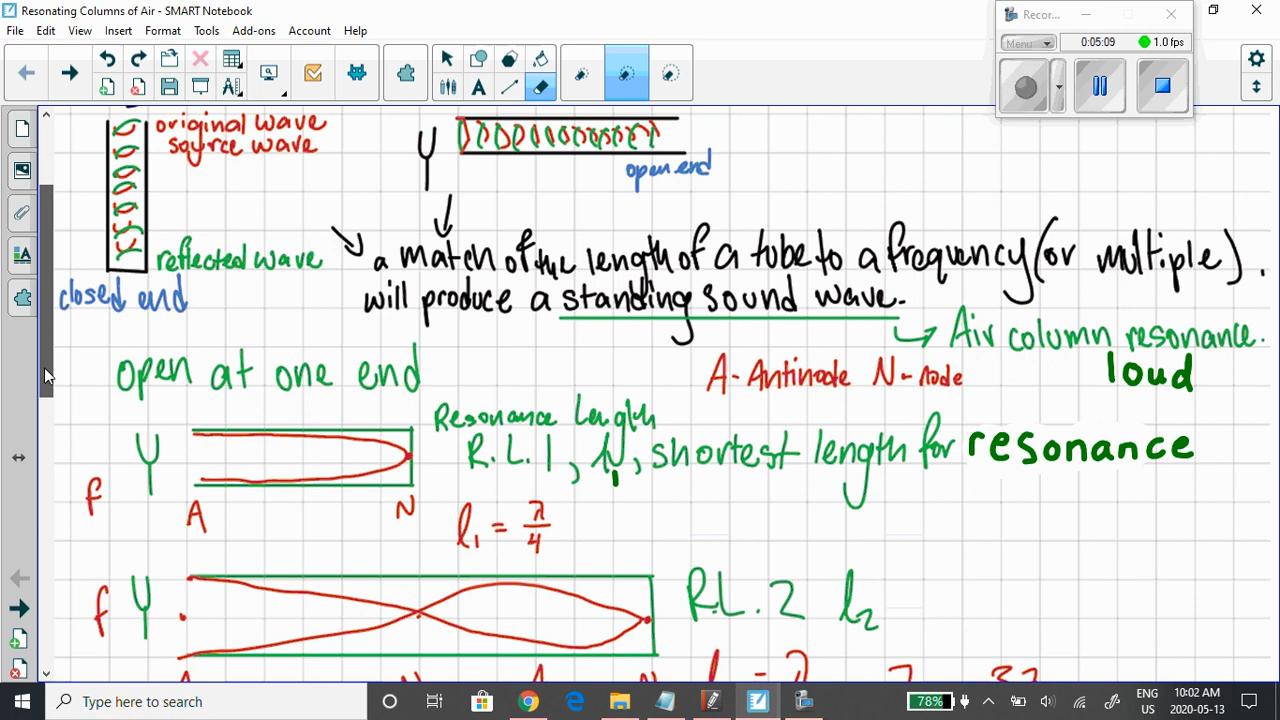 Resonating Columns of Air - SMART Notebook
File Edit View Insert Format Tools Add-ons Account Help
Recor...
Menu
0:05:09
1.0 fps
original wave
source wave
open end
reflected wave
closed end
a match of the length of a tube to a frequency (or multiple).
will produce a standing sound wave.
Air column resonance.
loud
open at one end
A-Antinode N-node
Resonance Length
R.L. 1, , shortest length for resonance
f
A N
l₁ = λ/4
f
R.L. 2 l₂
Type here to search
78%
ENG
US
10:02 AM
2020-05-13